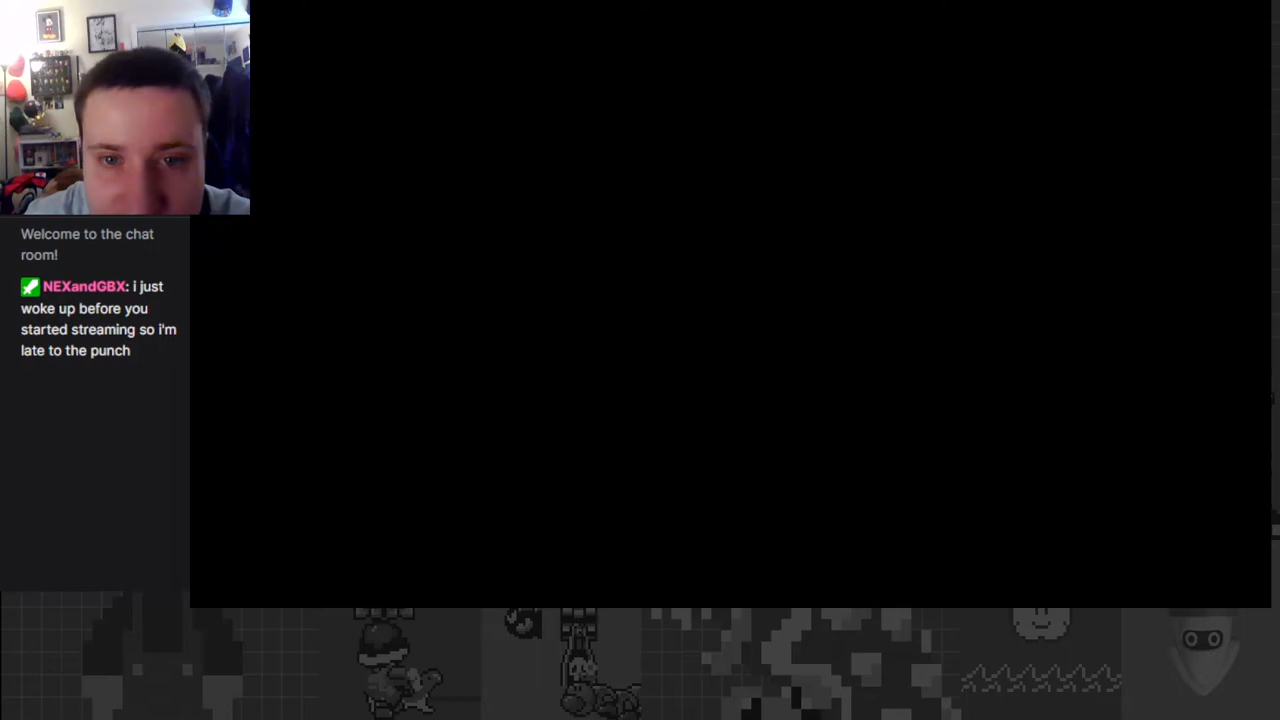 Welcome to the chat
room!
NEXandGBX: i just
woke up before you
started streaming so i'm
late to the punch